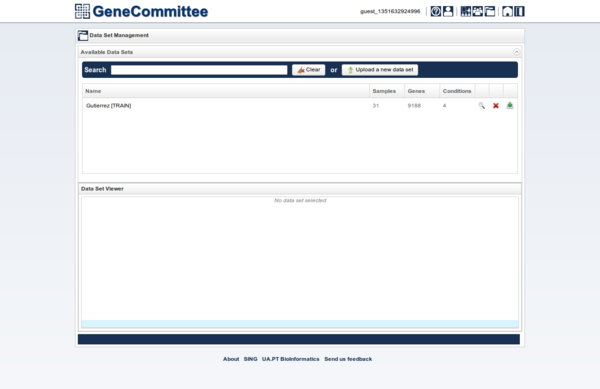 GeneCommittee
guest_1351632924996
Data Set Management
Available Data Sets
Search Clear or Upload a new data set
Name Samples Genes Conditions
Gutierrez [TRAIN] 31 9188 4
Data Set Viewer
No data set selected
About SING UA.PT BioInformatics Send us feedback